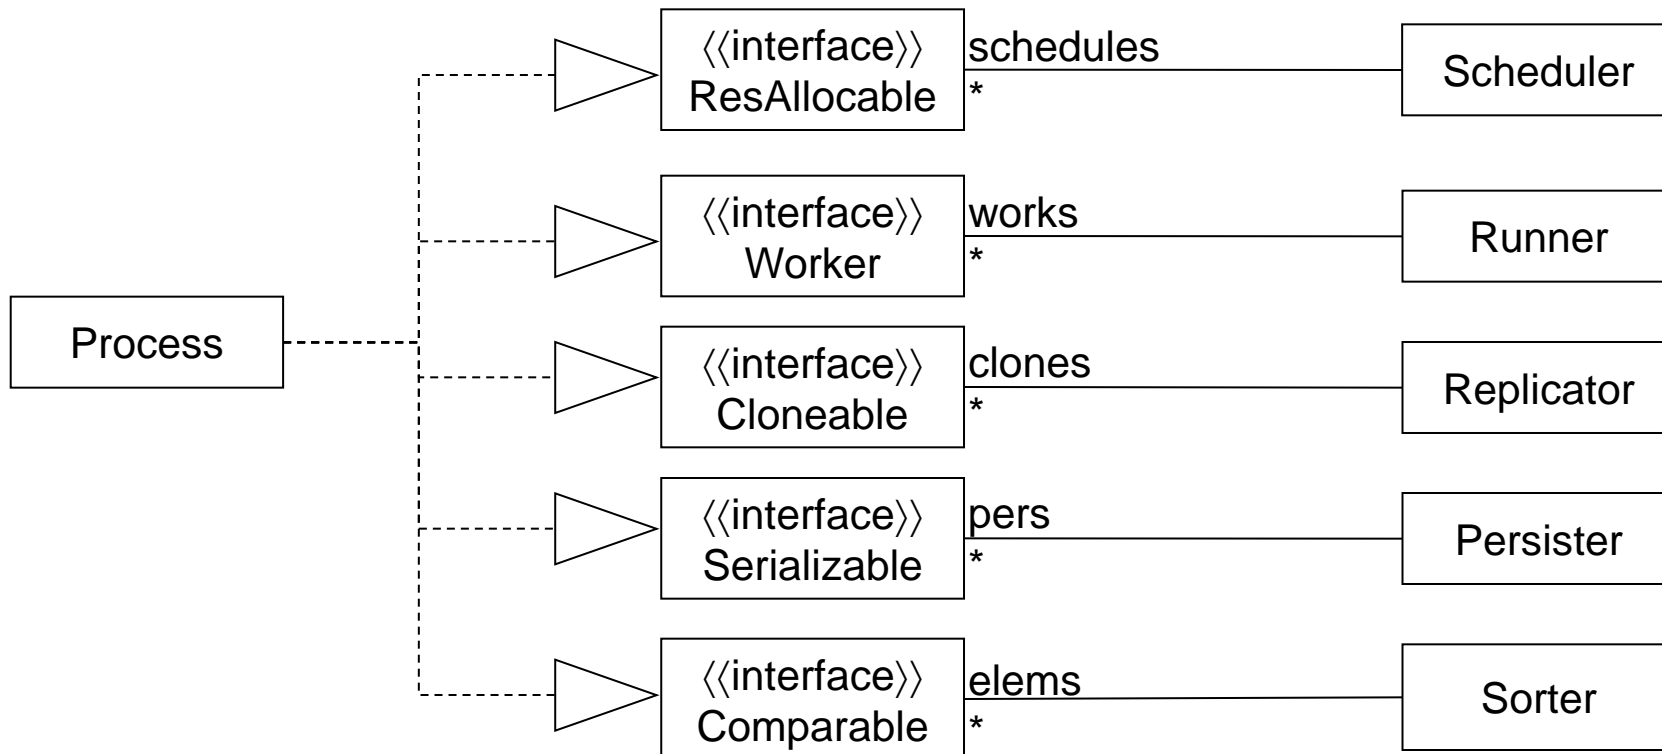 ⟨⟨interface⟩⟩
ResAllocable
schedules
*
Scheduler
⟨⟨interface⟩⟩
Worker
works
*
Runner
Process
⟨⟨interface⟩⟩
Cloneable
clones
*
Replicator
⟨⟨interface⟩⟩
Serializable
pers
*
Persister
⟨⟨interface⟩⟩
Comparable
elems
*
Sorter